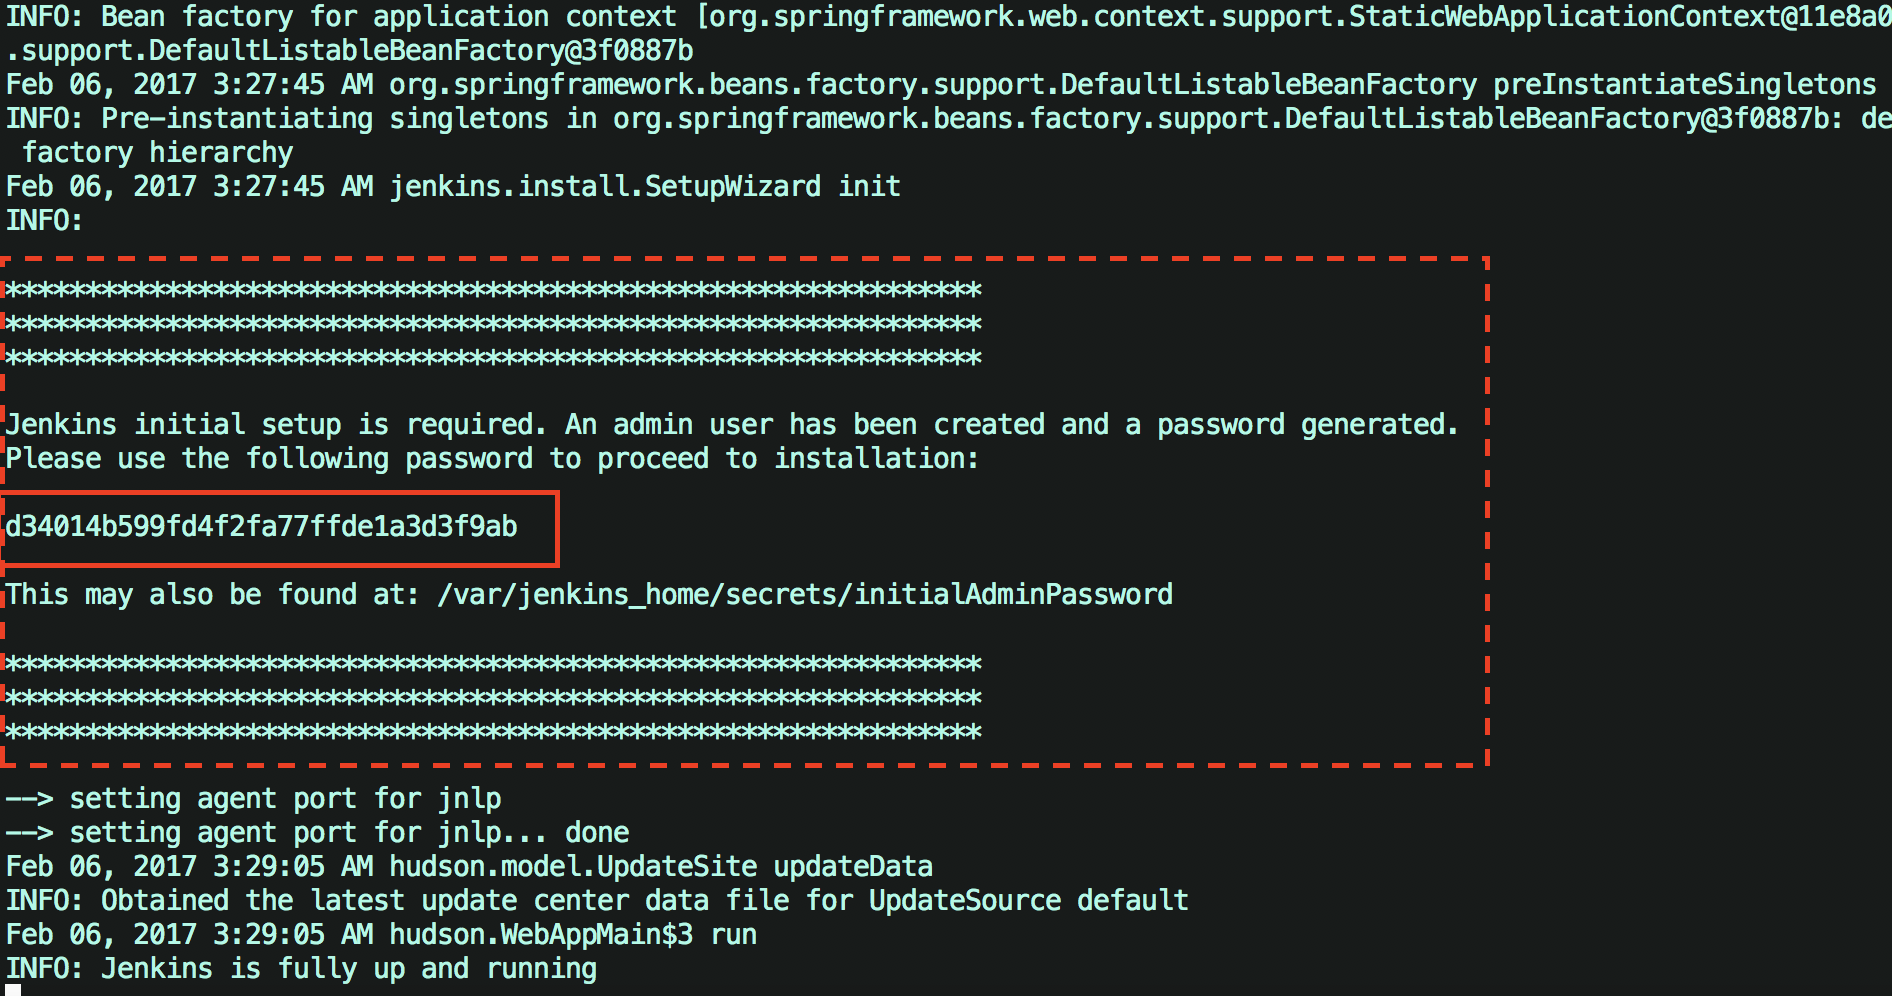 INFO: Bean factory for application context [org.springframework.web.context.support.StaticWebApplicationContext@11e8a0
.support.DefaultListableBeanFactory@3f0887b
Feb 06, 2017 3:27:45 AM org.springframework.beans.factory.support.DefaultListableBeanFactory preInstantiateSingletons
INFO: Pre-instantiating singletons in org.springframework.beans.factory.support.DefaultListableBeanFactory@3f0887b: de
 factory hierarchy
Feb 06, 2017 3:27:45 AM jenkins.install.SetupWizard init
INFO:
*************************************************************
*************************************************************
*************************************************************
Jenkins initial setup is required. An admin user has been created and a password generated.
Please use the following password to proceed to installation:
d34014b599fd4f2fa77ffde1a3d3f9ab
This may also be found at: /var/jenkins_home/secrets/initialAdminPassword
*************************************************************
*************************************************************
*************************************************************
--> setting agent port for jnlp
--> setting agent port for jnlp... done
Feb 06, 2017 3:29:05 AM hudson.model.UpdateSite updateData
INFO: Obtained the latest update center data file for UpdateSource default
Feb 06, 2017 3:29:05 AM hudson.WebAppMain$3 run
INFO: Jenkins is fully up and running